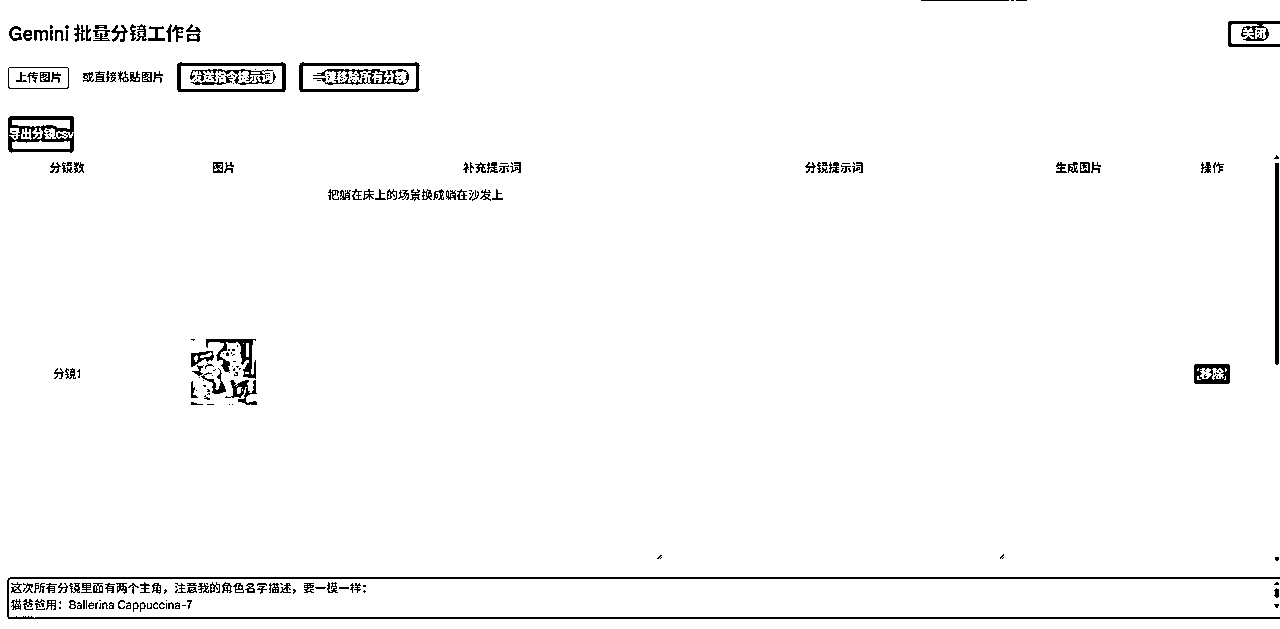 Gemini 批量分镜工作台
关闭
上传图片 或直接粘贴图片 发送指令提示词 一键移除所有分镜
导出分镜csv
分镜数 图片 补充提示词 分镜提示词 生成图片 操作
把躺在床上的场景换成躺在沙发上
分镜1 移除
这次所有分镜里面有两个主角，注意我的角色名字描述，要一模一样：
猫爸爸用：Ballerina Cappuccina-7